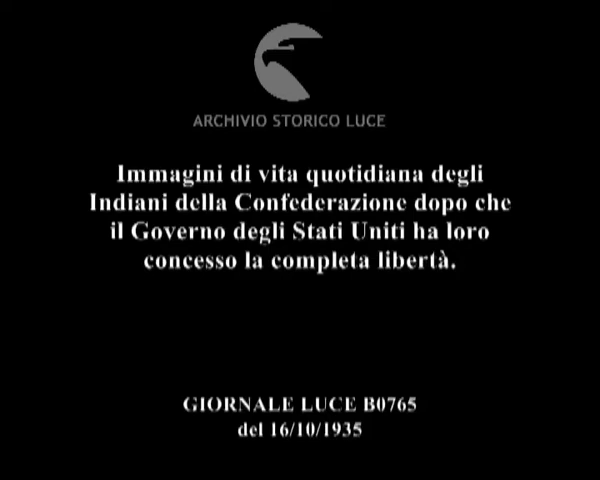 ARCHIVIO STORICO LUCE
Immagini di vita quotidiana degli
Indiani della Confederazione dopo che
il Governo degli Stati Uniti ha loro
concesso la completa libertà.
GIORNALE LUCE B0765
del 16/10/1935